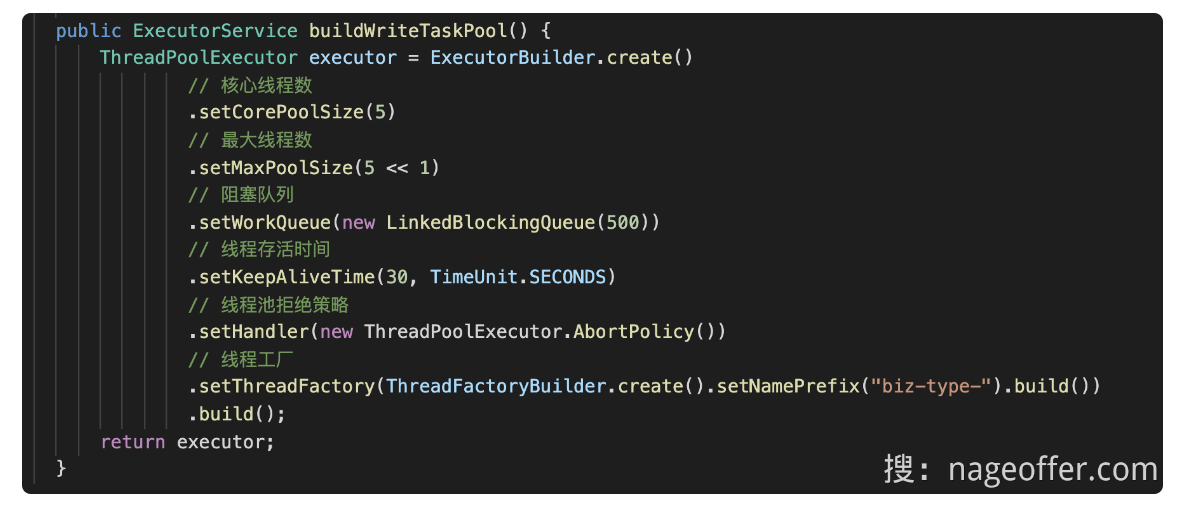 public ExecutorService buildWriteTaskPool() {
    ThreadPoolExecutor executor = ExecutorBuilder.create()
            // 核心线程数
            .setCorePoolSize(5)
            // 最大线程数
            .setMaxPoolSize(5 << 1)
            // 阻塞队列
            .setWorkQueue(new LinkedBlockingQueue(500))
            // 线程存活时间
            .setKeepAliveTime(30, TimeUnit.SECONDS)
            // 线程池拒绝策略
            .setHandler(new ThreadPoolExecutor.AbortPolicy())
            // 线程工厂
            .setThreadFactory(ThreadFactoryBuilder.create().setNamePrefix("biz-type-").build())
            .build();
    return executor;
}
搜：nageoffer.com